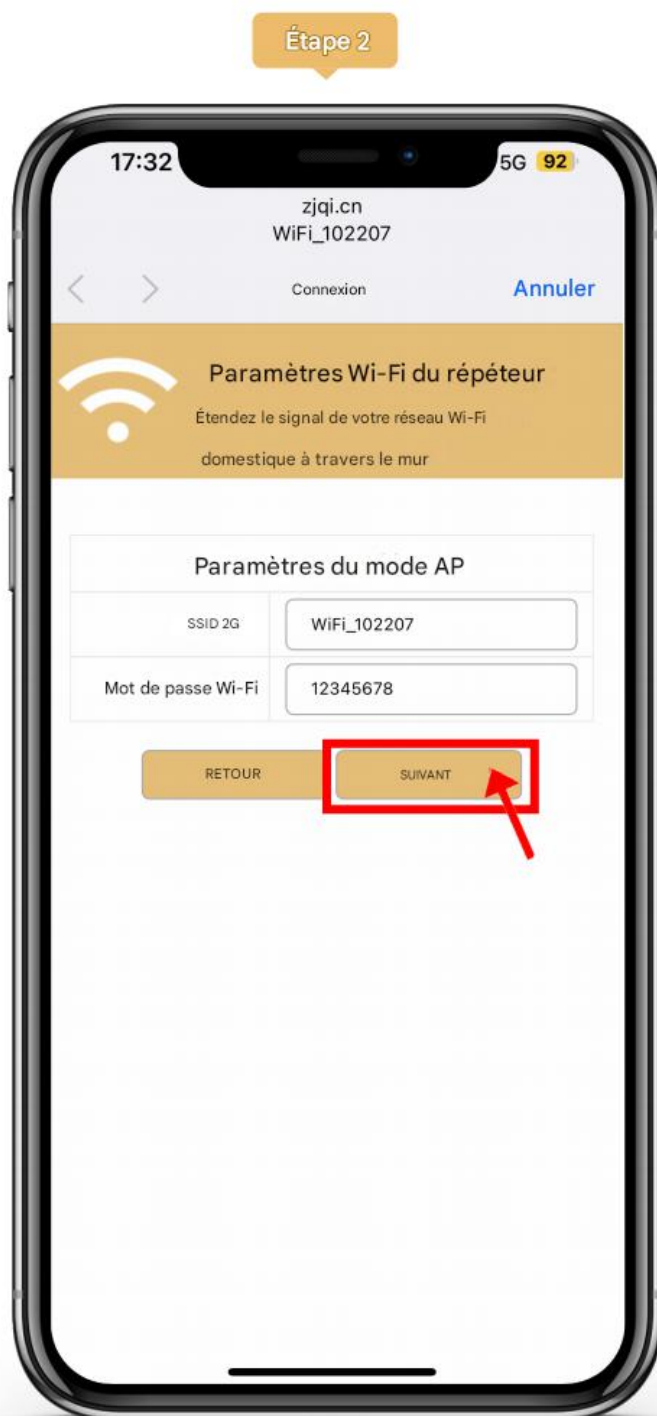 Étape 2
17:32
5G 92
zjqi.cn
WiFi_102207
Connexion
Annuler
Paramètres Wi-Fi du répéteur
Étendez le signal de votre réseau Wi-Fi
domestique à travers le mur
Paramètres du mode AP
SSID 2G WiFi_102207
Mot de passe Wi-Fi 12345678
RETOUR SUIVANT